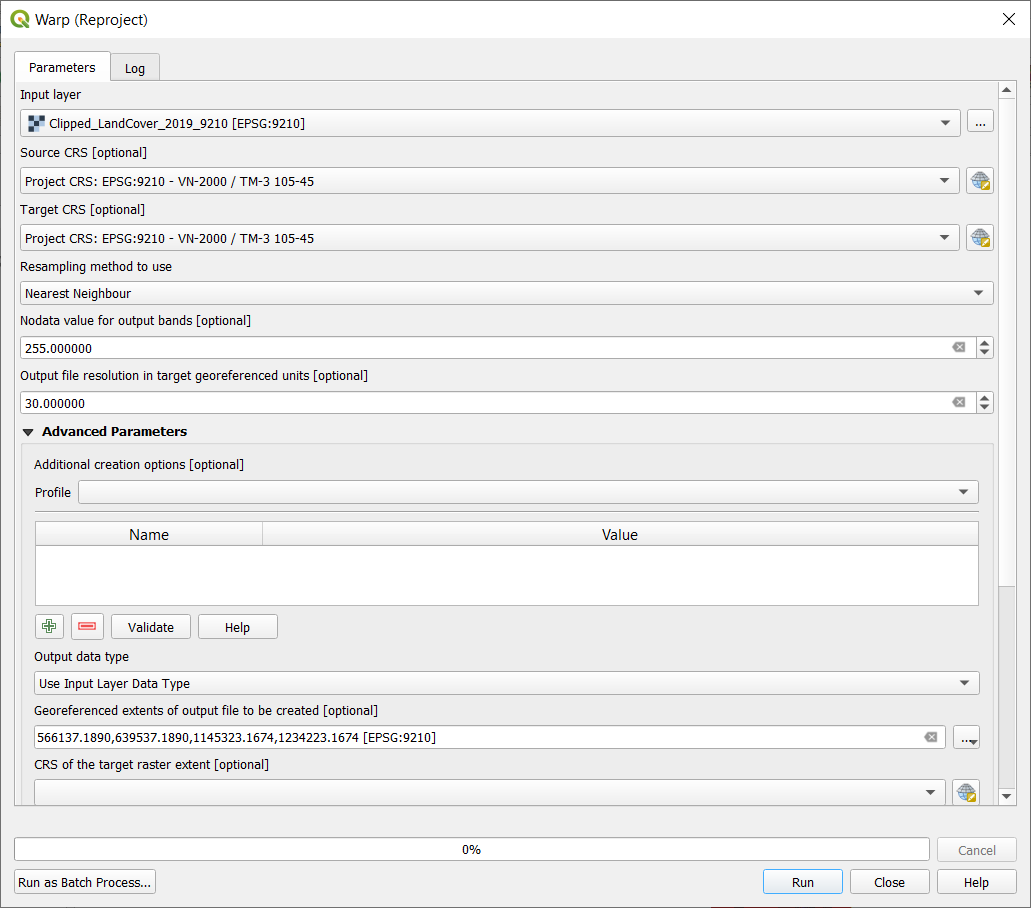 Warp (Reproject)
Parameters
Log
Input layer
Clipped_LandCover_2019_9210 [EPSG:9210]
...
Source CRS [optional]
Project CRS: EPSG:9210 - VN-2000 / TM-3 105-45
Target CRS [optional]
Project CRS: EPSG:9210 - VN-2000 / TM-3 105-45
Resampling method to use
Nearest Neighbour
Nodata value for output bands [optional]
255.000000
Output file resolution in target georeferenced units [optional]
30.000000
Advanced Parameters
Additional creation options [optional]
Profile
Name Value
Validate Help
Output data type
Use Input Layer Data Type
Georeferenced extents of output file to be created [optional]
566137.1890,639537.1890,1145323.1674,1234223.1674 [EPSG:9210]
...
CRS of the target raster extent [optional]
0%
Cancel
Run as Batch Process...
Run
Close
Help